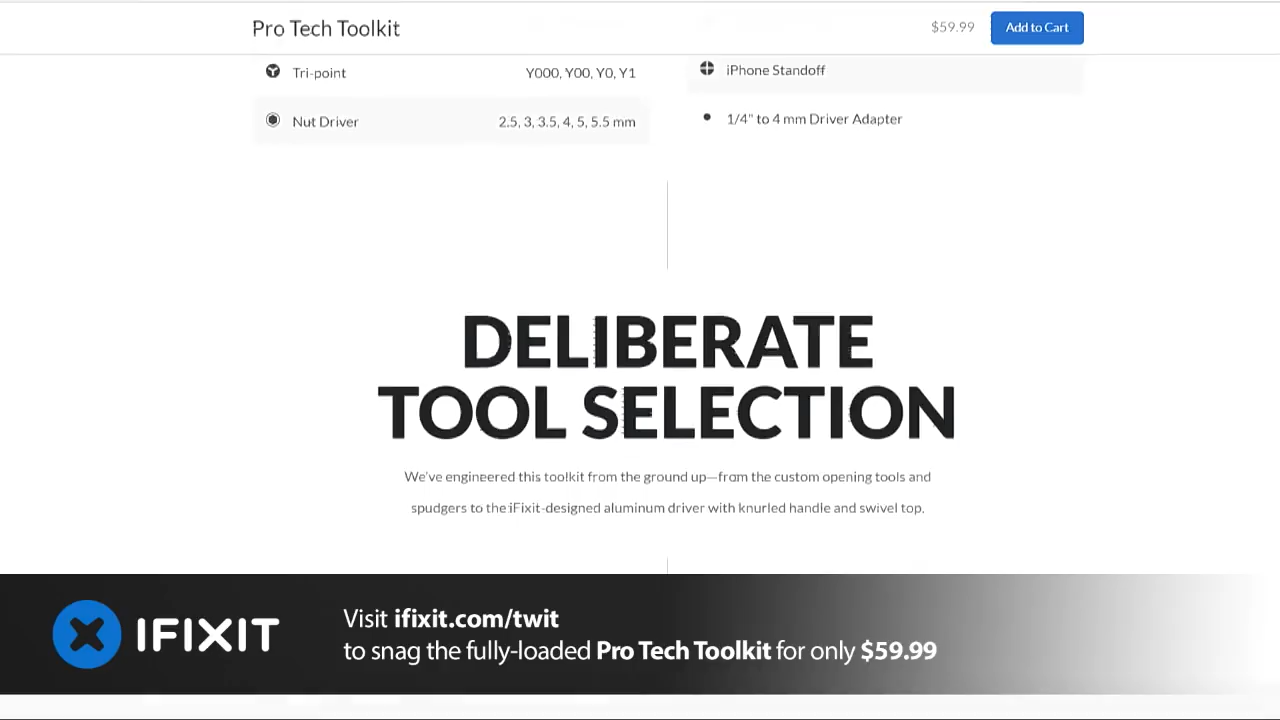 Pro Tech Toolkit
$59.99
Add to Cart
Tri-point
Y000, Y00, Y0, Y1
iPhone Standoff
Nut Driver
2.5, 3, 3.5, 4, 5, 5.5 mm
1/4" to 4 mm Driver Adapter
DELIBERATE
TOOL SELECTION
We've engineered this toolkit from the ground up—from the custom opening tools and
spudgers to the iFixit-designed aluminum driver with knurled handle and swivel top.
IFIXIT
Visit ifixit.com/twit
to snag the fully-loaded Pro Tech Toolkit for only $59.99